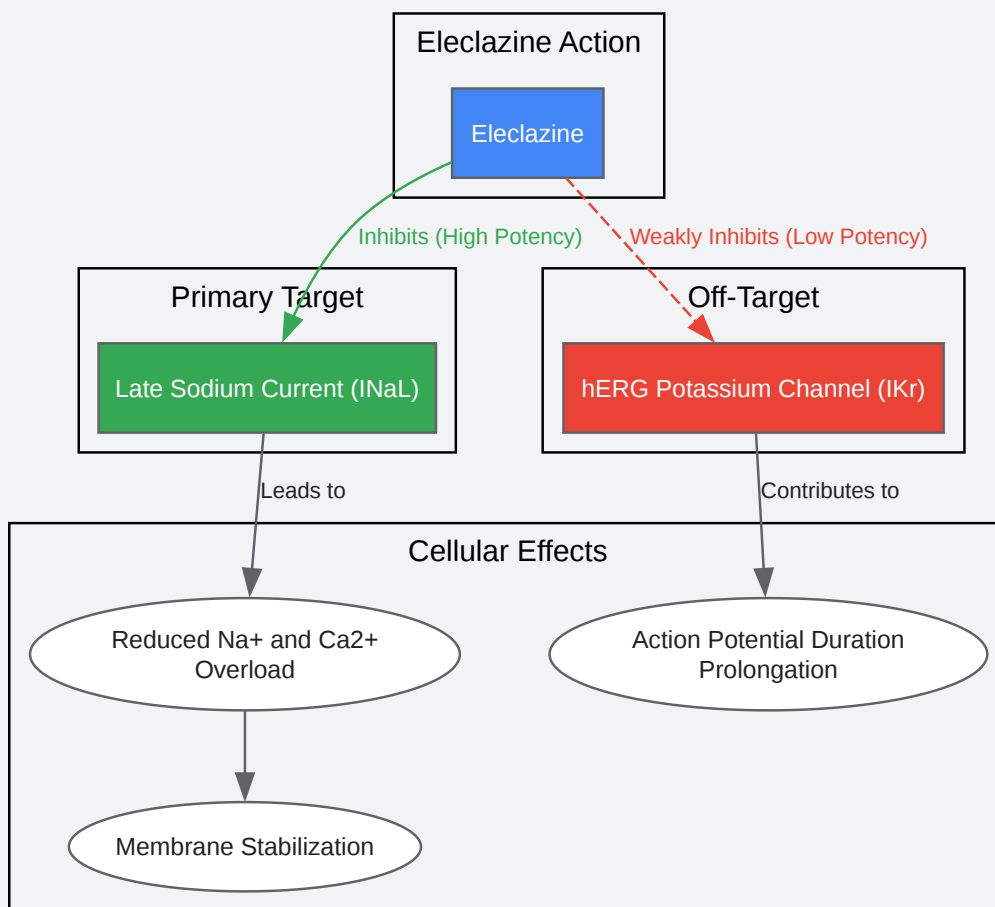 Eleclazine Action
Eleclazine
Inhibits (High Potency)
Weakly Inhibits (Low Potency)
Primary Target
Off-Target
Late Sodium Current (INaL)
hERG Potassium Channel (IKr)
Leads to
Contributes to
Cellular Effects
Reduced Na+ and Ca2+
Overload
Action Potential Duration
Prolongation
Membrane Stabilization